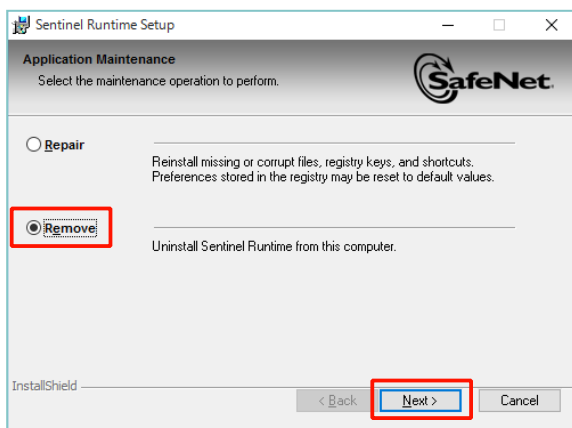 Sentinel Runtime Setup
Application Maintenance
Select the maintenance operation to perform.
SafeNet.
Repair
Reinstall missing or corrupt files, registry keys, and shortcuts.
Preferences stored in the registry may be reset to default values.
Remove
Uninstall Sentinel Runtime from this computer.
InstallShield
< Back
Next >
Cancel